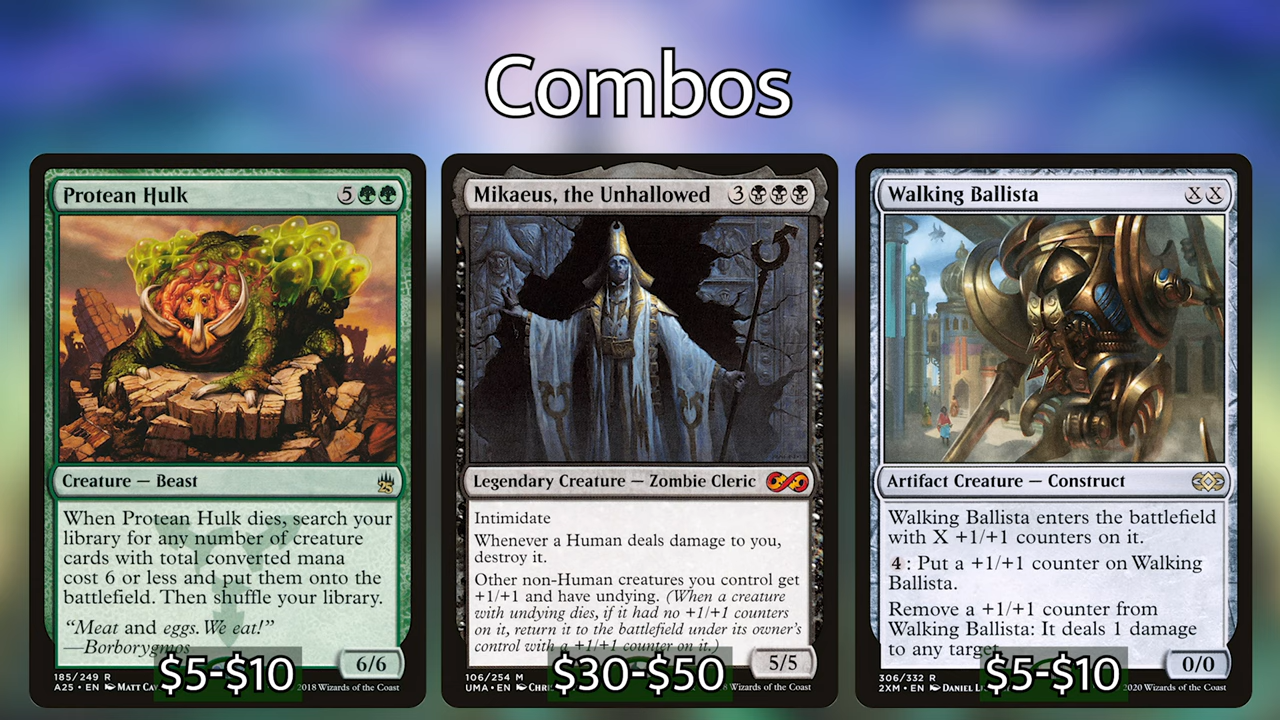 Combos
Protean Hulk 5
Creature — Beast
When Protean Hulk dies, search your
library for any number of creature
cards with total converted mana
cost 6 or less and put them onto the
battlefield. Then shuffle your library.
"Meat and eggs. We eat!"
—Borborygmos
6/6
185/249 R
A25 • EN MATT
2018 Wizards of the Coast
$5-$10
Mikaeus, the Unhallowed 3
Legendary Creature — Zombie Cleric
Intimidate
Whenever a Human deals damage to you,
destroy it.
Other non-Human creatures you control get
+1/+1 and have undying. (When a creature
with undying dies, if it had no +1/+1 counters
on it, return it to the battlefield under its owner's
control with a +1/+1 counter on it.)
5/5
106/254 M
UMA • EN
Wizards of the Coast
$30-$50
Walking Ballista X X
Artifact Creature — Construct
Walking Ballista enters the battlefield
with X +1/+1 counters on it.
4: Put a +1/+1 counter on Walking
Ballista.
Remove a +1/+1 counter from
Walking Ballista: It deals 1 damage
to any target.
0/0
306/332 R
2XM • EN DANIEL
2020 Wizards of the Coast
$5-$10